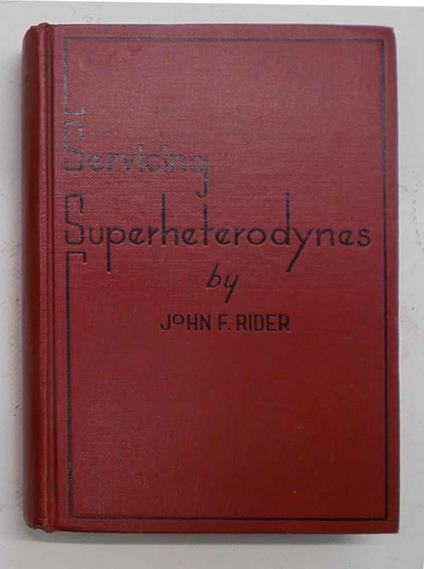 Servicing
Superheterodynes
by
JOHN F. RIDER